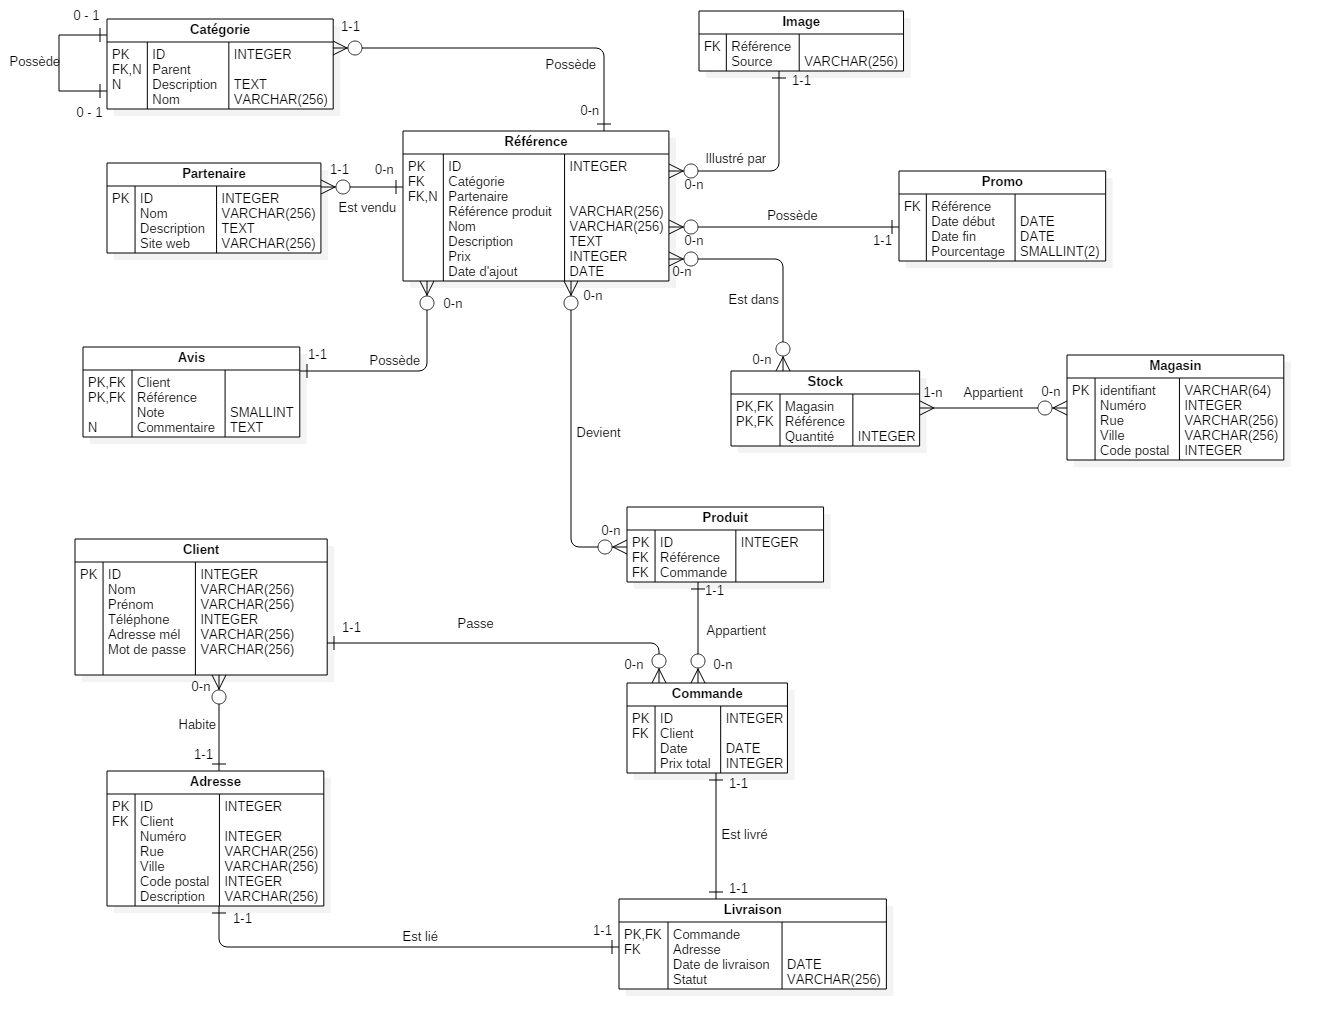 0 - 1
Possède
0 - 1
Catégorie
PK ID INTEGER
FK,N Parent
N Description TEXT
Nom VARCHAR(256)
1-1
Possède
0-n
Image
FK Référence
Source VARCHAR(256)
1-1
Illustré par
0-n
Partenaire
PK ID INTEGER
Nom VARCHAR(256)
Description TEXT
Site web VARCHAR(256)
1-1
0-n
Est vendu
Référence
PK ID INTEGER
FK Catégorie
FK,N Partenaire
Référence produit VARCHAR(256)
Nom VARCHAR(256)
Description TEXT
Prix INTEGER
Date d'ajout DATE
Promo
FK Référence
Date début DATE
Date fin DATE
Pourcentage SMALLINT(2)
Possède
0-n
1-1
0-n
Est dans
0-n
0-n
0-n
Avis
PK,FK Client
PK,FK Référence
Note SMALLINT
N Commentaire TEXT
1-1
Possède
Stock
PK,FK Magasin
PK,FK Référence
Quantité INTEGER
1-n
Appartient
0-n
Magasin
PK identifiant VARCHAR(64)
Numéro INTEGER
Rue VARCHAR(256)
Ville VARCHAR(256)
Code postal INTEGER
Devient
0-n
Produit
PK ID INTEGER
FK Référence
FK Commande
1-1
Appartient
0-n
Client
PK ID INTEGER
Nom VARCHAR(256)
Prénom VARCHAR(256)
Téléphone INTEGER
Adresse mél VARCHAR(256)
Mot de passe VARCHAR(256)
1-1
Passe
0-n
0-n
Habite
1-1
Commande
PK ID INTEGER
FK Client
Date DATE
Prix total INTEGER
1-1
Est livré
1-1
Adresse
PK ID INTEGER
FK Client
Numéro INTEGER
Rue VARCHAR(256)
Ville VARCHAR(256)
Code postal INTEGER
Description VARCHAR(256)
1-1
Est lié
1-1
Livraison
PK,FK Commande
FK Adresse
Date de livraison DATE
Statut VARCHAR(256)